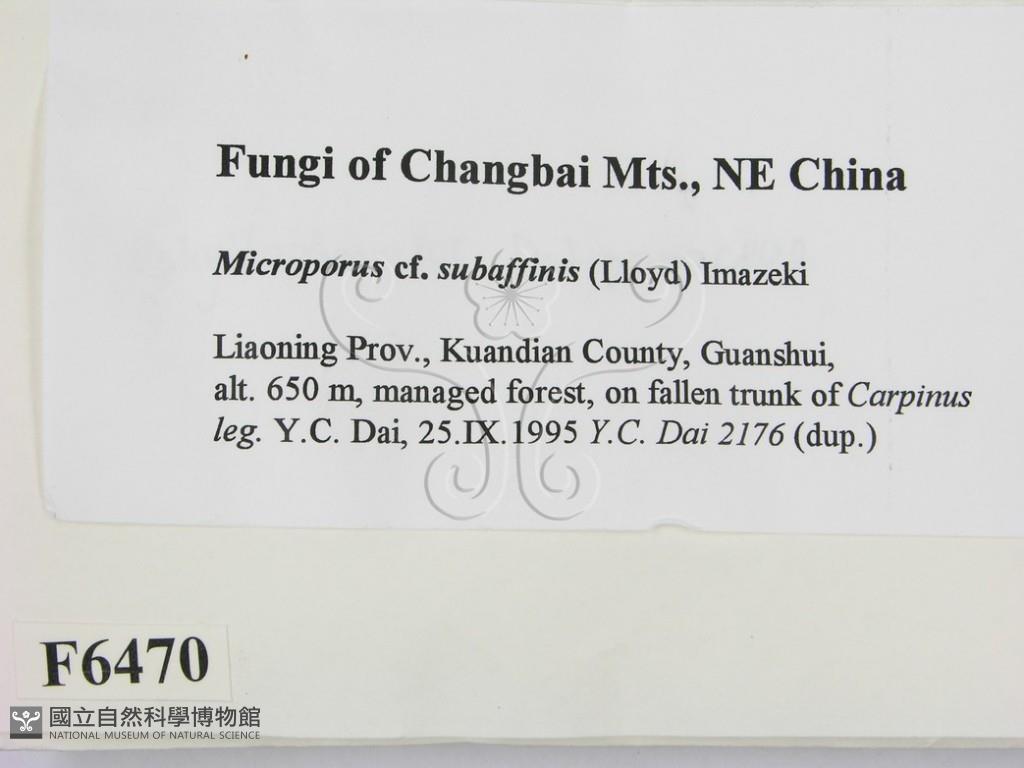 Fungi of Changbai Mts., NE China
Microporus cf. subaffinis (Lloyd) Imazeki
Liaoning Prov., Kuandian County, Guanshui,
alt. 650 m, managed forest, on fallen trunk of Carpinus
leg. Y.C. Dai, 25.IX.1995 Y.C. Dai 2176 (dup.)
F6470
國立自然科學博物館
NATIONAL MUSEUM OF NATURAL SCIENCE